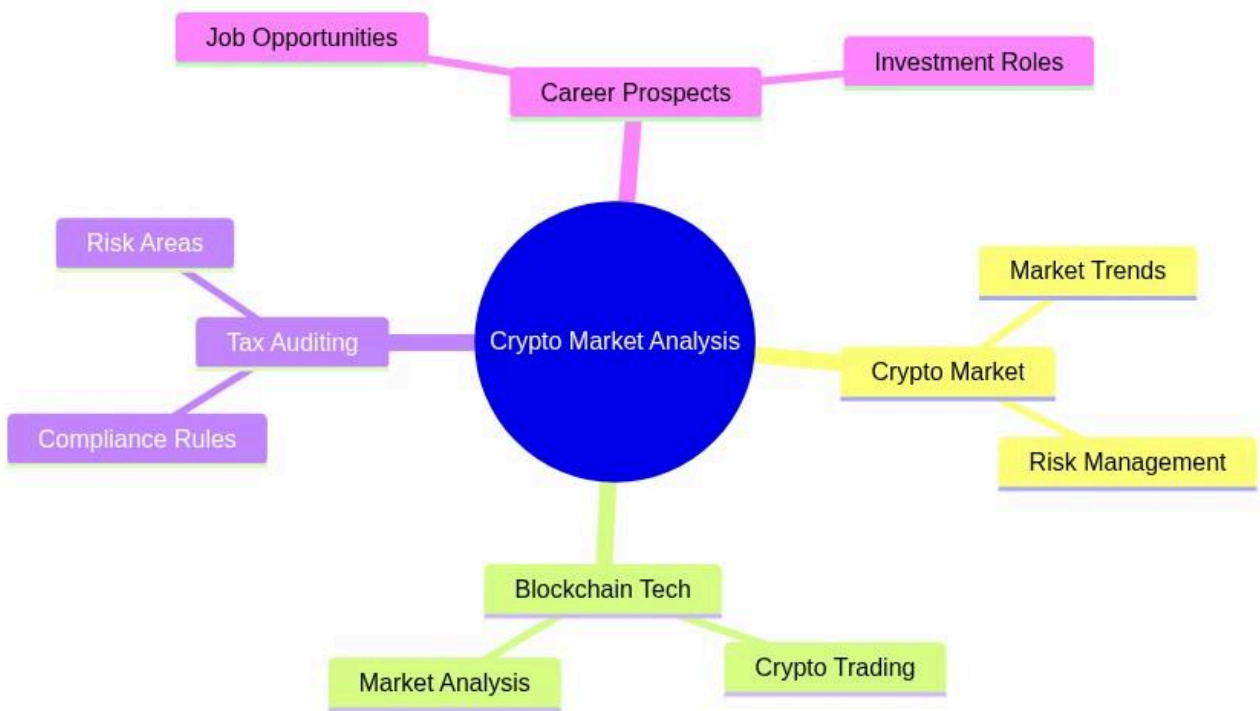 Job Opportunities
Investment Roles
Career Prospects
Risk Areas
Market Trends
Tax Auditing
Crypto Market Analysis
Crypto Market
Compliance Rules
Risk Management
Blockchain Tech
Market Analysis
Crypto Trading